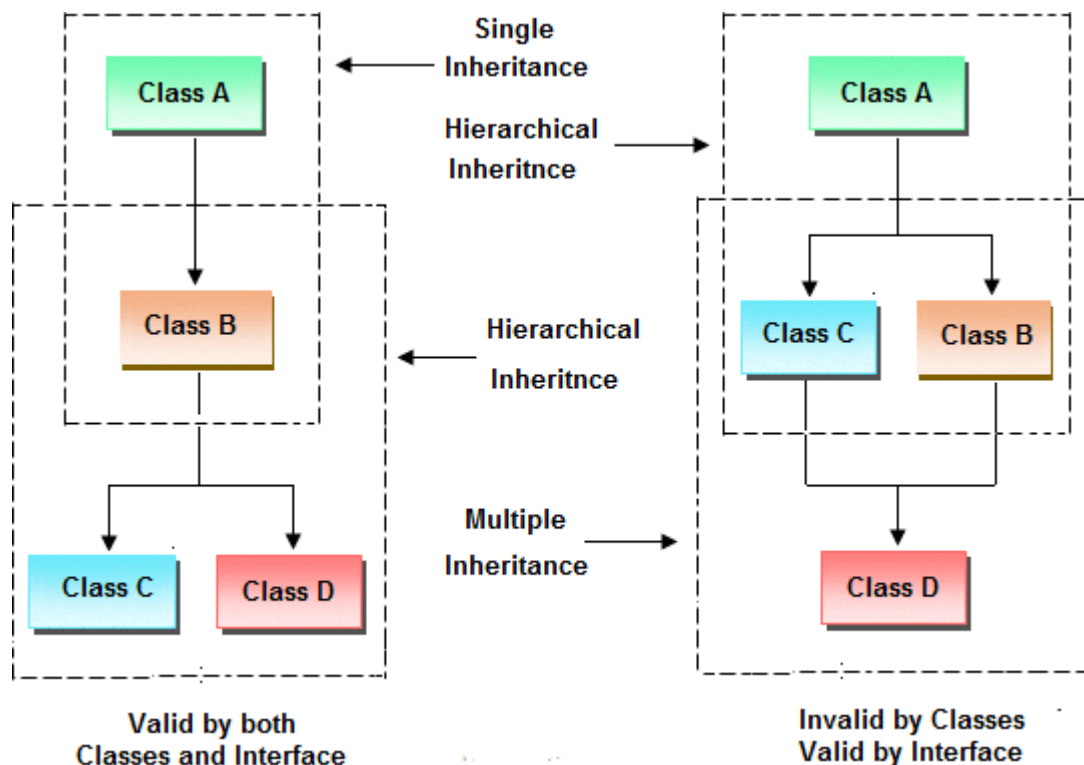 Single
Inheritance
Class A
Class A
Hierarchical
Inheritnce
Class B
Class C
Class B
Hierarchical
Inheritnce
Multiple
Inheritance
Class C
Class D
Class D
Valid by both
Classes and Interface
Invalid by Classes
Valid by Interface